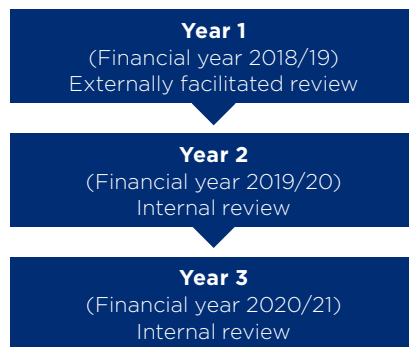 Year 1
(Financial year 2018/19)
Externally facilitated review
Year 2
(Financial year 2019/20)
Internal review
Year 3
(Financial year 2020/21)
Internal review